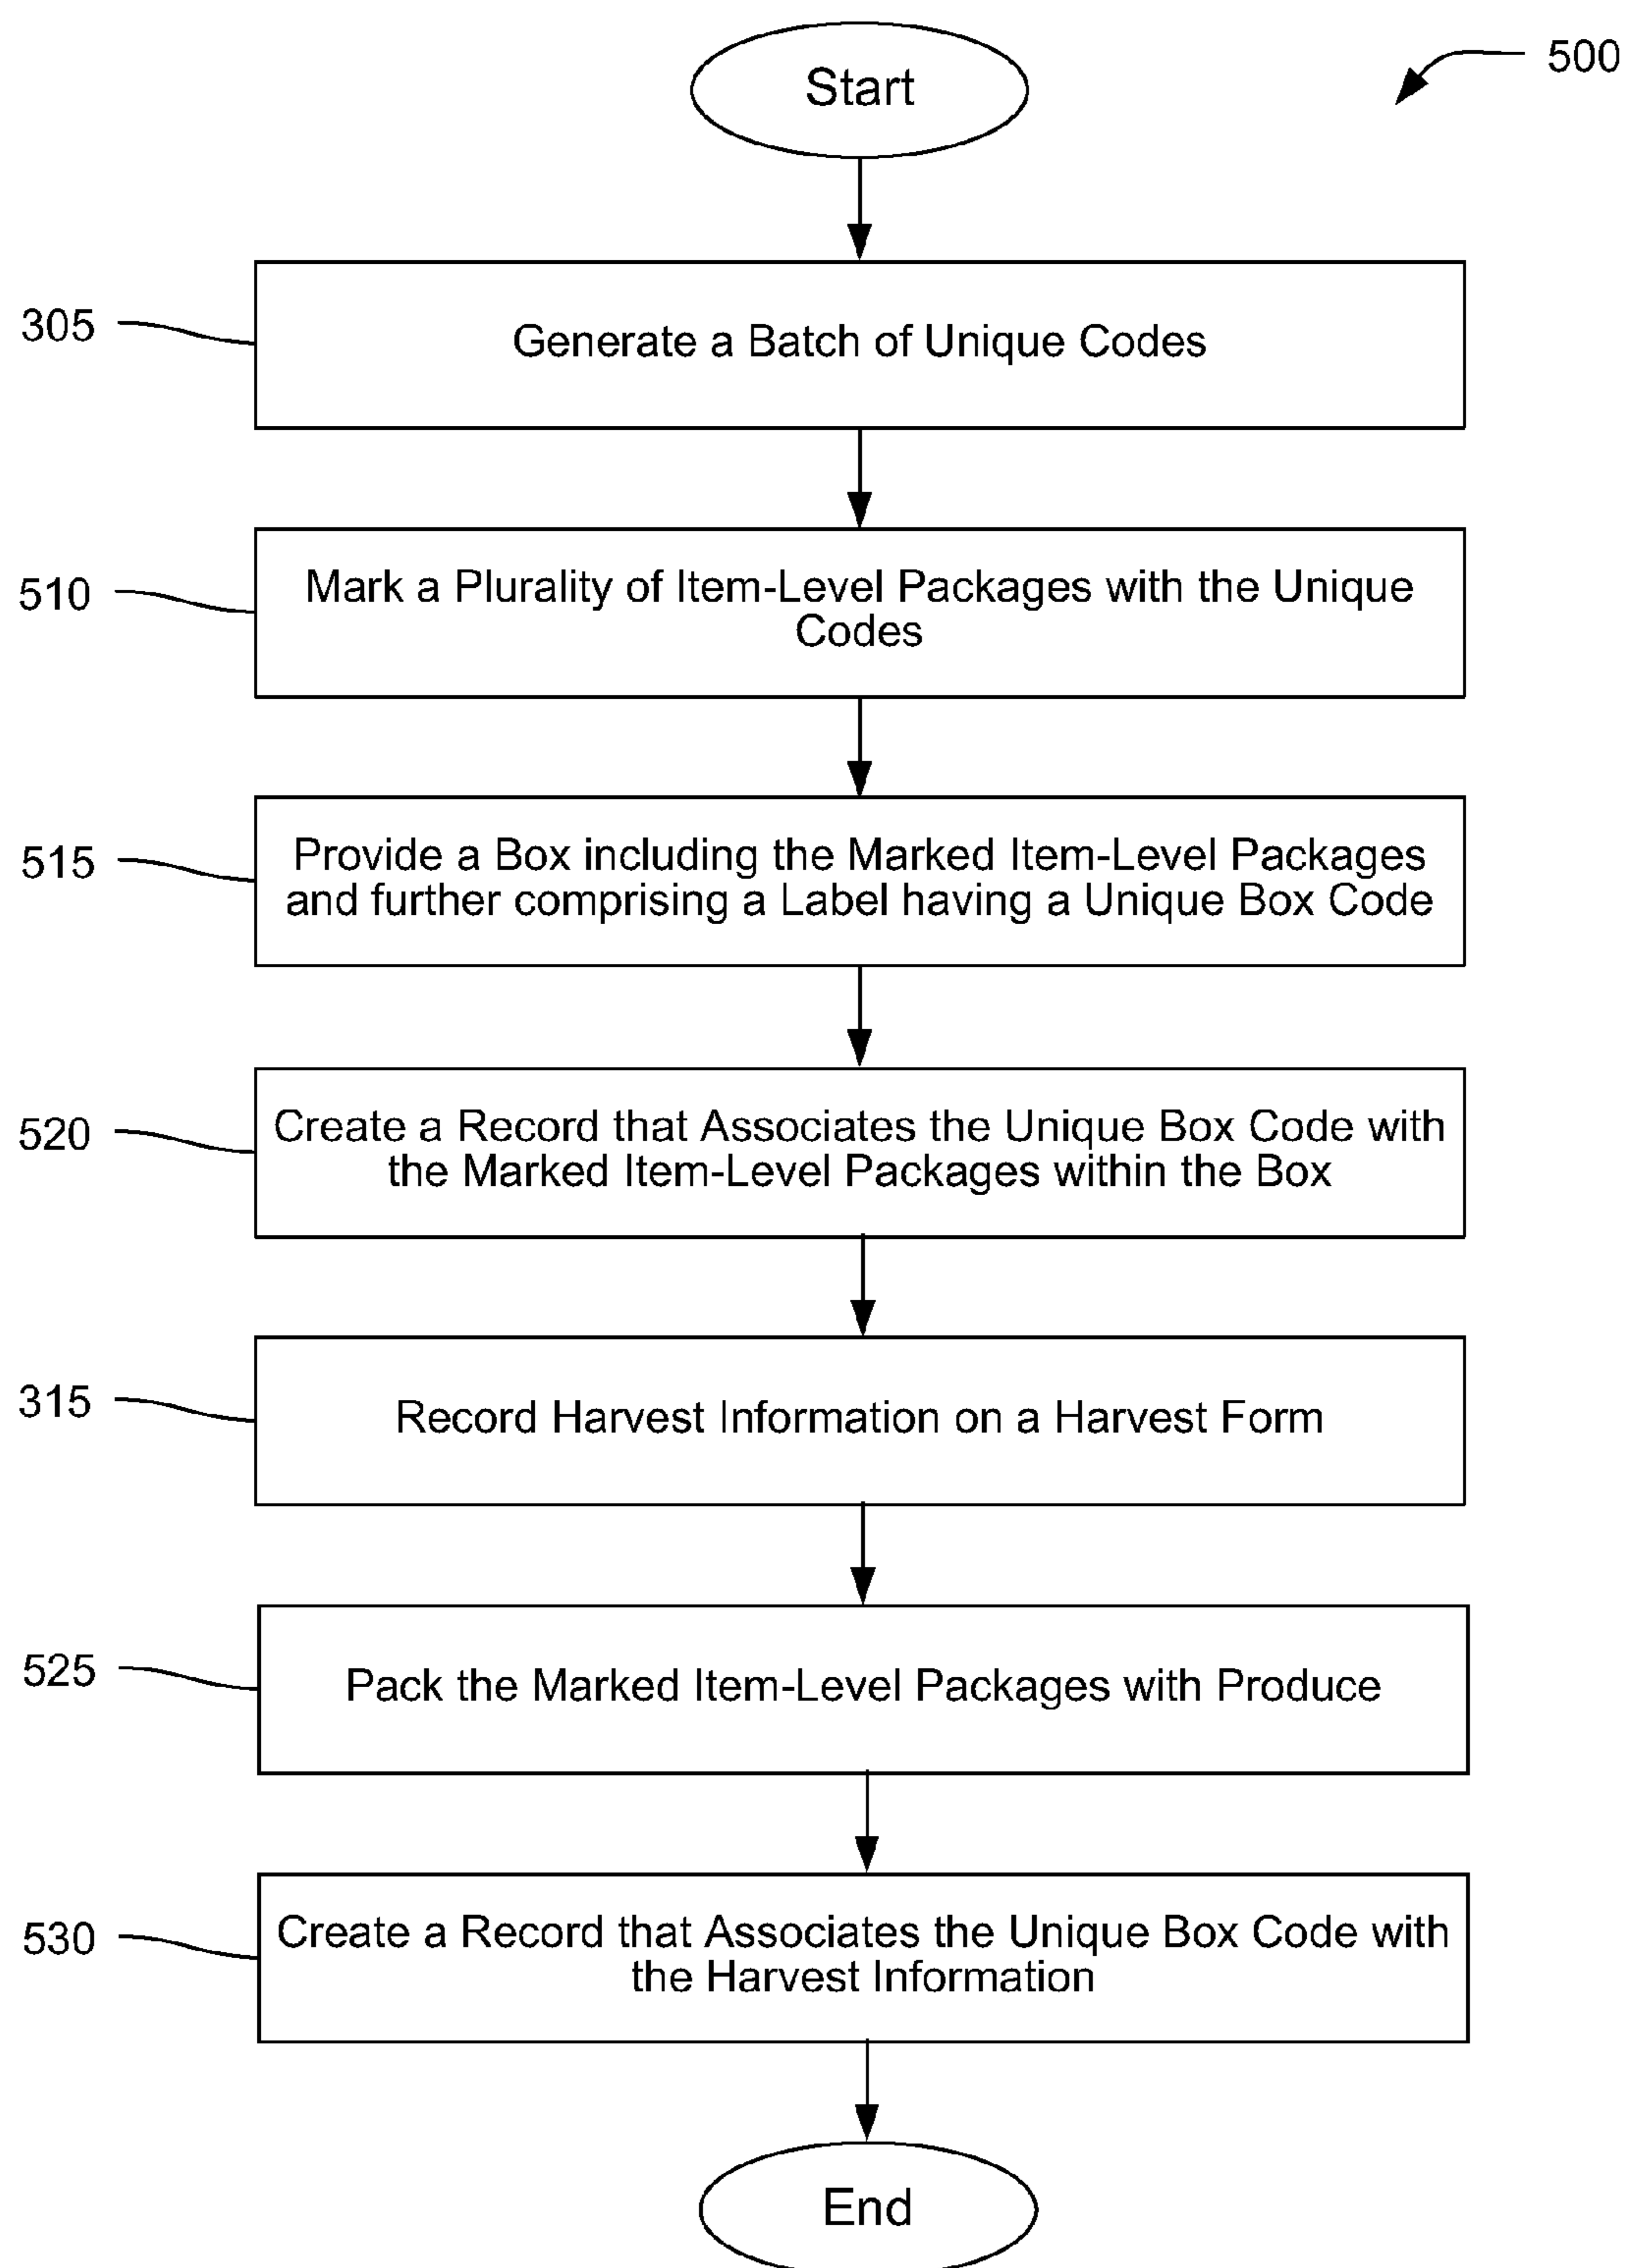 Start
500
305
Generate a Batch of Unique Codes
510
Mark a Plurality of Item-Level Packages with the Unique
Codes
515
Provide a Box including the Marked Item-Level Packages
and further comprising a Label having a Unique Box Code
520
Create a Record that Associates the Unique Box Code with
the Marked Item-Level Packages within the Box
315
Record Harvest Information on a Harvest Form
525
Pack the Marked Item-Level Packages with Produce
530
Create a Record that Associates the Unique Box Code with
the Harvest Information
End